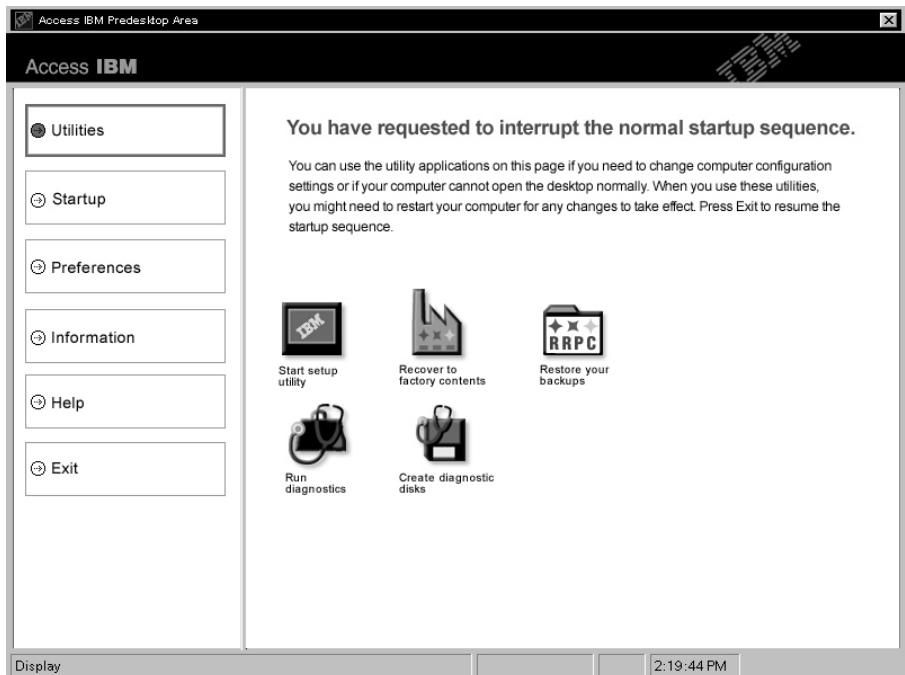 Access IBM Predesktop Area
Access IBM
IBM
Utilities
Startup
Preferences
Information
Help
Exit
You have requested to interrupt the normal startup sequence.
You can use the utility applications on this page if you need to change computer configuration
settings or if your computer cannot open the desktop normally. When you use these utilities,
you might need to restart your computer for any changes to take effect. Press Exit to resume the
startup sequence.
IBM
Start setup
utility
Recover to
factory contents
RRPC
Restore your
backups
Run
diagnostics
Create diagnostic
disks
Display
2:19:44 PM